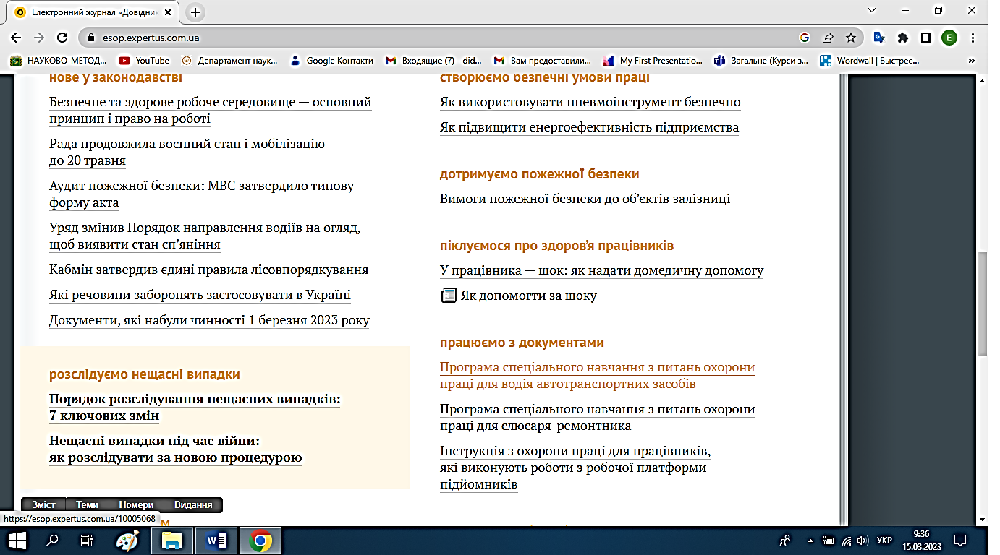 Електронний журнал «Довідник
esop.expertus.com.ua
E
НАУКОВО-МЕТОД...
YouTube
Департамент наук...
Google Контакти
Входящие (7) - did...
Вам предоставили...
My First Presentatio...
Загальне (Курси з...
Wordwall | Быстрее...
»
нове у законодавстві
Безпечне та здорове робоче середовище — основний
принцип і право на роботі
Рада продовжила воєнний стан і мобілізацію
до 20 травня
Аудит пожежної безпеки: МВС затвердило типову
форму акта
Уряд змінив Порядок направлення водіїв на огляд,
щоб виявити стан сп’яніння
Кабмін затвердив єдині правила лісовпорядкування
Які речовини заборонять застосовувати в Україні
Документи, які набули чинності 1 березня 2023 року
розслідуємо нещасні випадки
Порядок розслідування нещасних випадків:
7 ключових змін
Нещасні випадки під час війни:
як розслідувати за новою процедурою
створюємо безпечні умови праці
Як використовувати пневмоінструмент безпечно
Як підвищити енергоефективність підприємства
дотримуємо пожежної безпеки
Вимоги пожежної безпеки до об’єктів залізниці
піклуємося про здоров’я працівників
У працівника — шок: як надати домедичну допомогу
Як допомогти за шоку
працюємо з документами
Програма спеціального навчання з питань охорони
праці для водія автотранспортних засобів
Програма спеціального навчання з питань охорони
праці для слюсаря-ремонтника
Інструкція з охорони праці для працівників,
які виконують роботи з робочої платформи
підйомників
Зміст Теми Номери Видання
https://esop.expertus.com.ua/10005068
УКР
9:36
15.03.2023